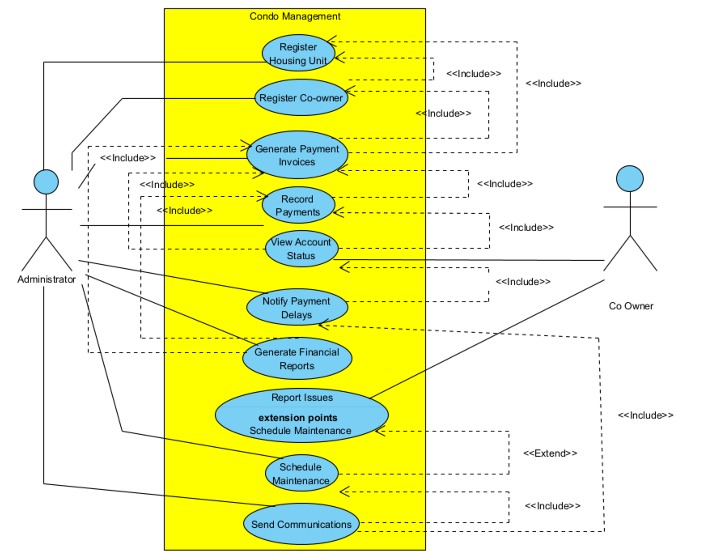 Condo Management
Register
Housing Unit
<<Include>>
<<Include>>
Register Co-owner
<<Include>>
Generate Payment
Invoices
<<Include>>
<<Include>>
<<Include>>
Record
Payments
<<Include>>
View Account
Status
<<Include>>
Administrator
<<Include>>
Notify Payment
Delays
Co Owner
Generate Financial
Reports
Report Issues
extension points
Schedule Maintenance
<<Include>>
<<Extend>>
Schedule
Maintenance
<<Include>>
Send Communications